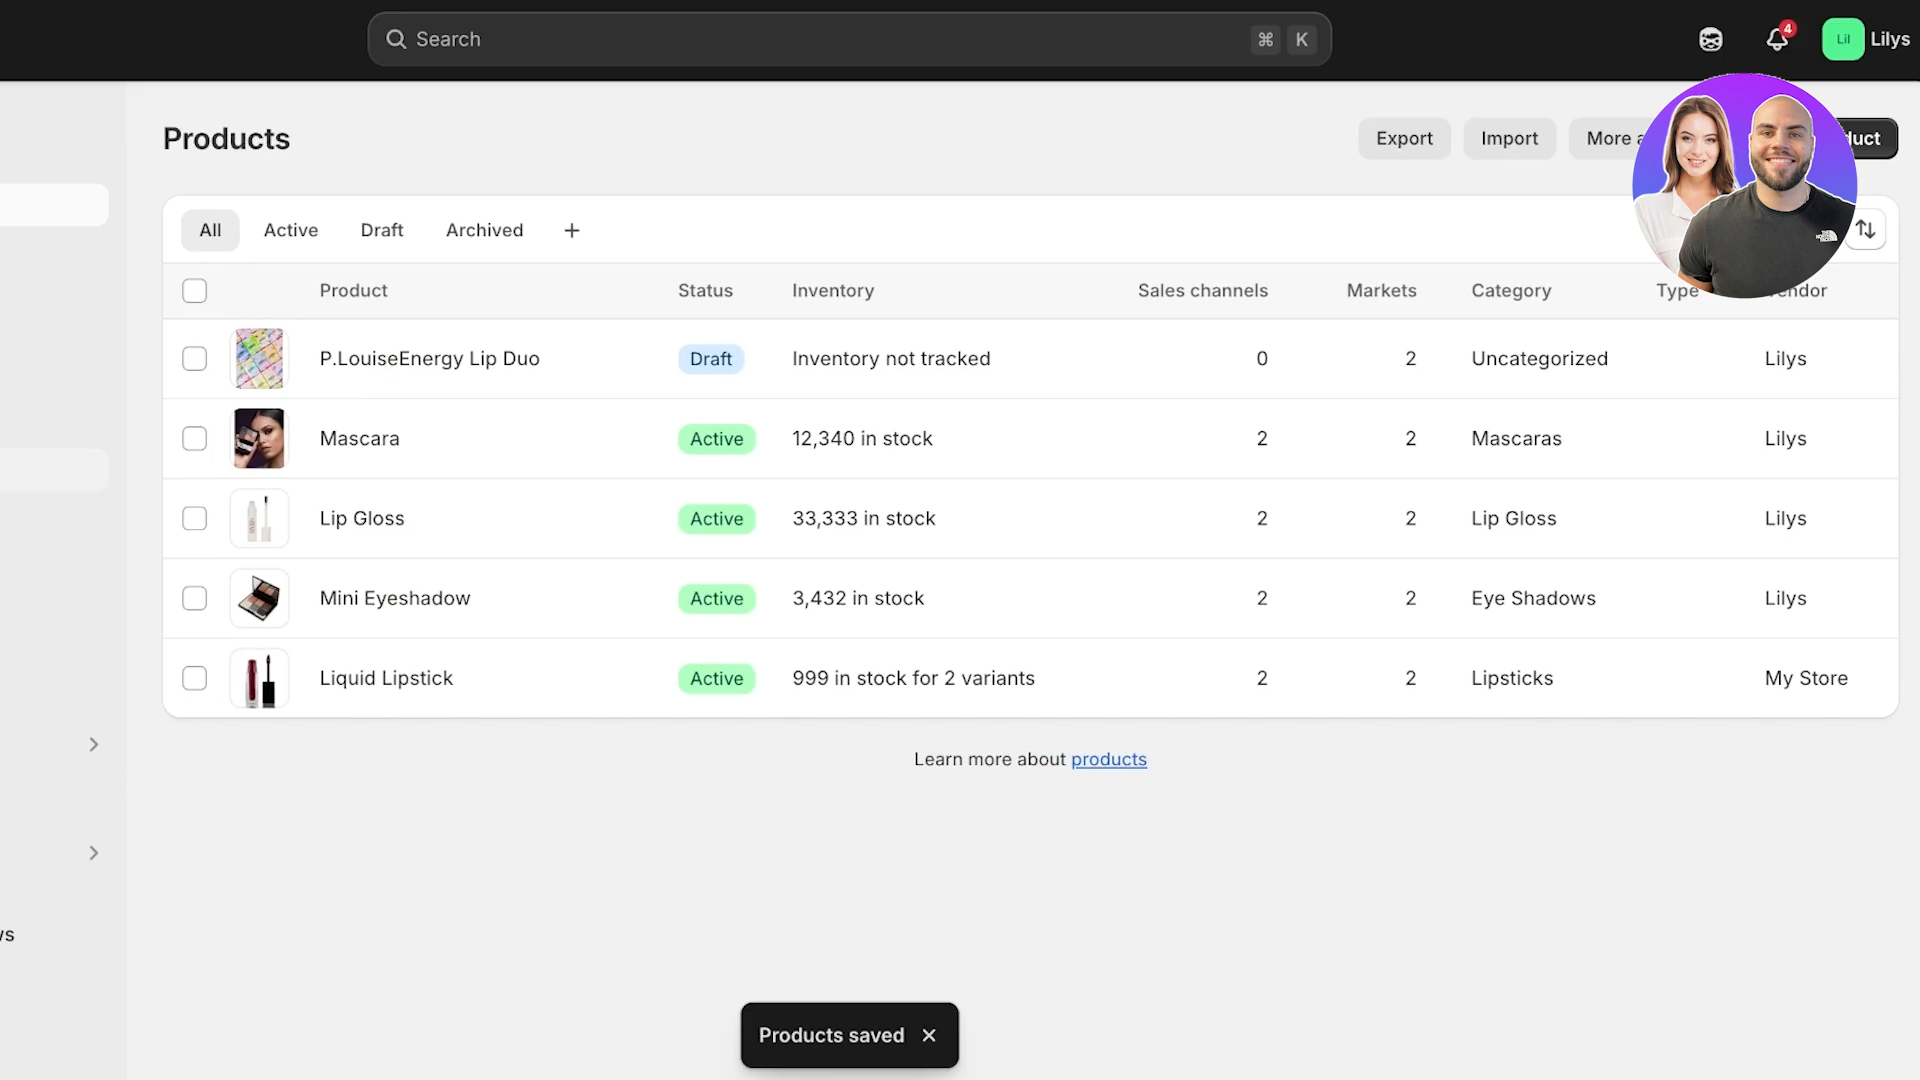 Search ⌘ K
4
Lil Lilys
Products
Export Import More a duct
All Active Draft Archived +
Product Status Inventory Sales channels Markets Category Type endor
P.LouiseEnergy Lip Duo Draft Inventory not tracked 0 2 Uncategorized Lilys
Mascara Active 12,340 in stock 2 2 Mascaras Lilys
Lip Gloss Active 33,333 in stock 2 2 Lip Gloss Lilys
Mini Eyeshadow Active 3,432 in stock 2 2 Eye Shadows Lilys
Liquid Lipstick Active 999 in stock for 2 variants 2 2 Lipsticks My Store
Learn more about products
vs
Products saved